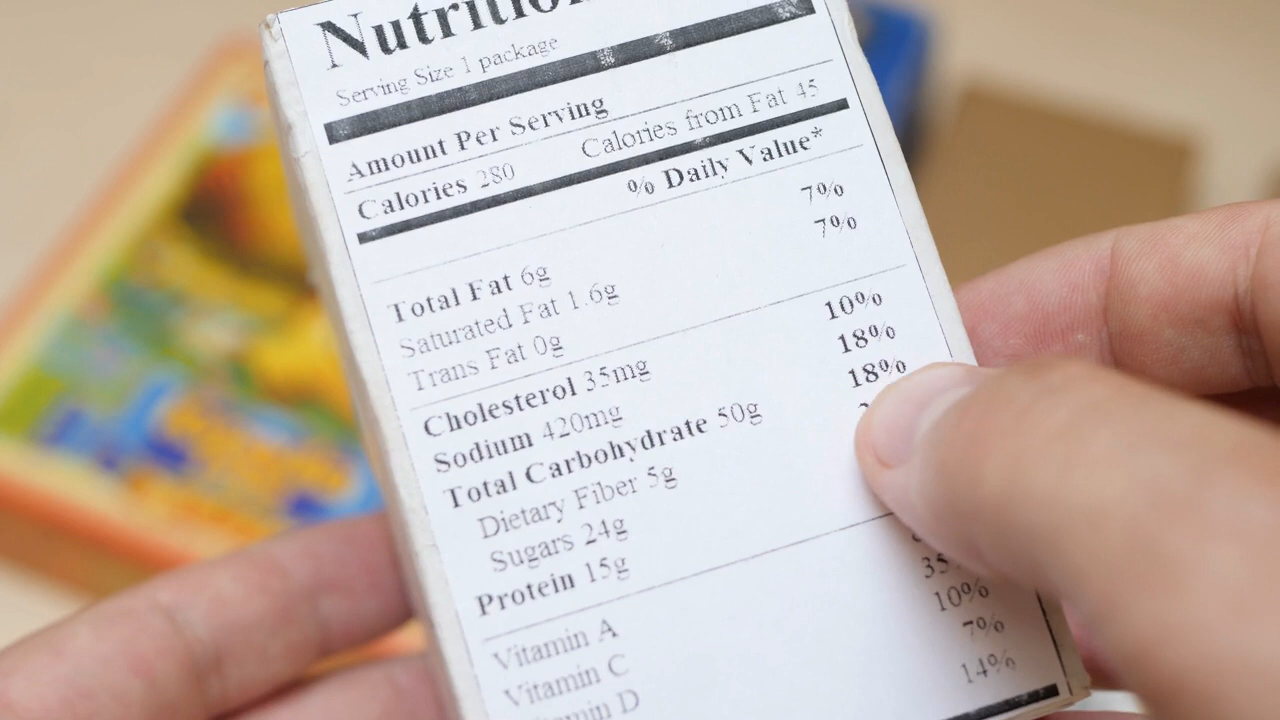 Nutrition
Serving Size 1 package
Amount Per Serving
Calories 280 Calories from Fat 45
% Daily Value*
Total Fat 6g 7%
Saturated Fat 1.6g 7%
Trans Fat 0g
Cholesterol 35mg 10%
Sodium 420mg 18%
Total Carbohydrate 50g 18%
Dietary Fiber 5g
Sugars 24g
Protein 15g
Vitamin A
Vitamin C
10%
7%
14%